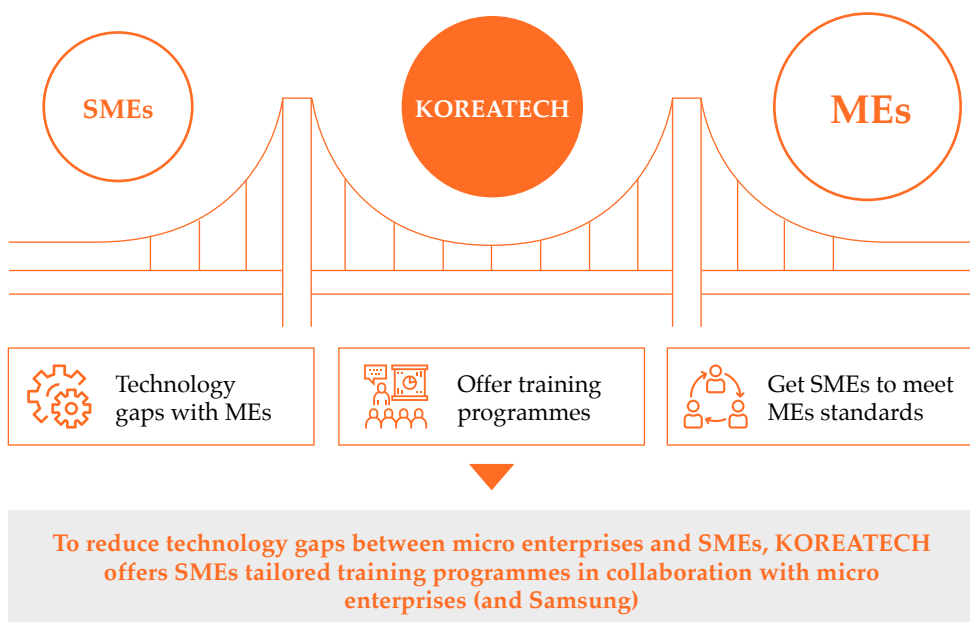 SMEs
KOREATECH
MEs
Technology
gaps with MEs
Offer training
programmes
Get SMEs to meet
MEs standards
To reduce technology gaps between micro enterprises and SMEs, KOREATECH
offers SMEs tailored training programmes in collaboration with micro
enterprises (and Samsung)